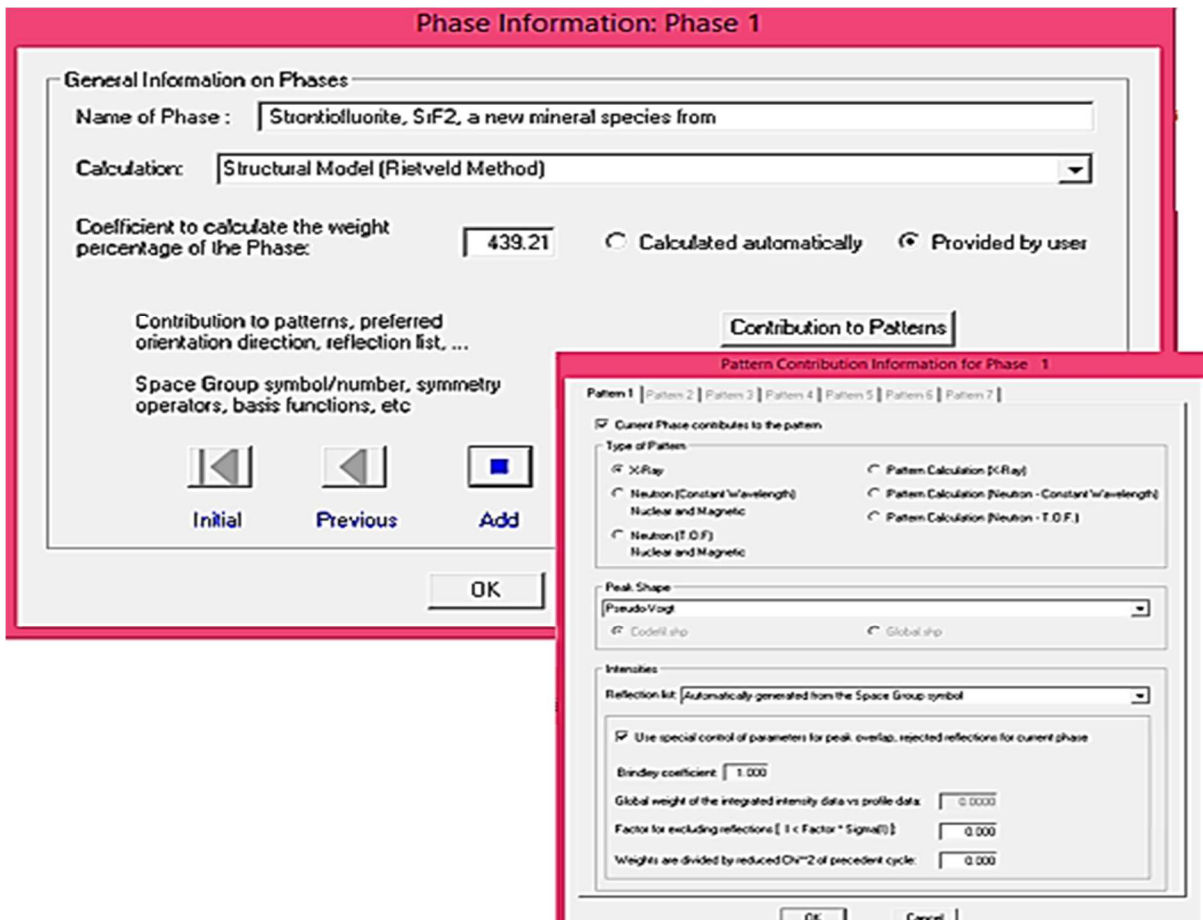 Phase Information: Phase 1
General Information on Phases
Name of Phase : Strontiofluorite, SrF2, a new mineral species from
Calculation: Structural Model (Rietveld Method)
Coefficient to calculate the weight
percentage of the Phase: 439.21 Calculated automatically Provided by user
Contribution to patterns, preferred
orientation direction, reflection list, ...
Contribution to Patterns
Space Group symbol/number, symmetry
operators, basis functions, etc
Initial Previous Add
OK
Pattern Contribution Information for Phase 1
Pattern 1 Pattern 2 Pattern 3 Pattern 4 Pattern 5 Pattern 6 Pattern 7
Current Phase contributes to the pattern
Type of Pattern
X-Ray Pattern Calculation (X-Ray)
Neutron (Constant Wavelength) Pattern Calculation (Neutron - Constant Wavelength)
Nuclear and Magnetic
Pattern Calculation (Neutron - T.O.F.)
Neutron (T.O.F)
Nuclear and Magnetic
Peak Shape
Pseudo-Voigt
Codefil.shp Global.shp
Intensities
Reflection list: Automatically generated from the Space Group symbol
Use special control of parameters for peak overlap, rejected reflections for current phase
Brindley coefficient: 1.000
Global weight of the integrated intensity data vs profile data: 0.0000
Factor for excluding reflections [ I < Factor * Sigma(I) ]: 0.000
Weights are divided by reduced Chi**2 of precedent cycle: 0.000
OK Cancel